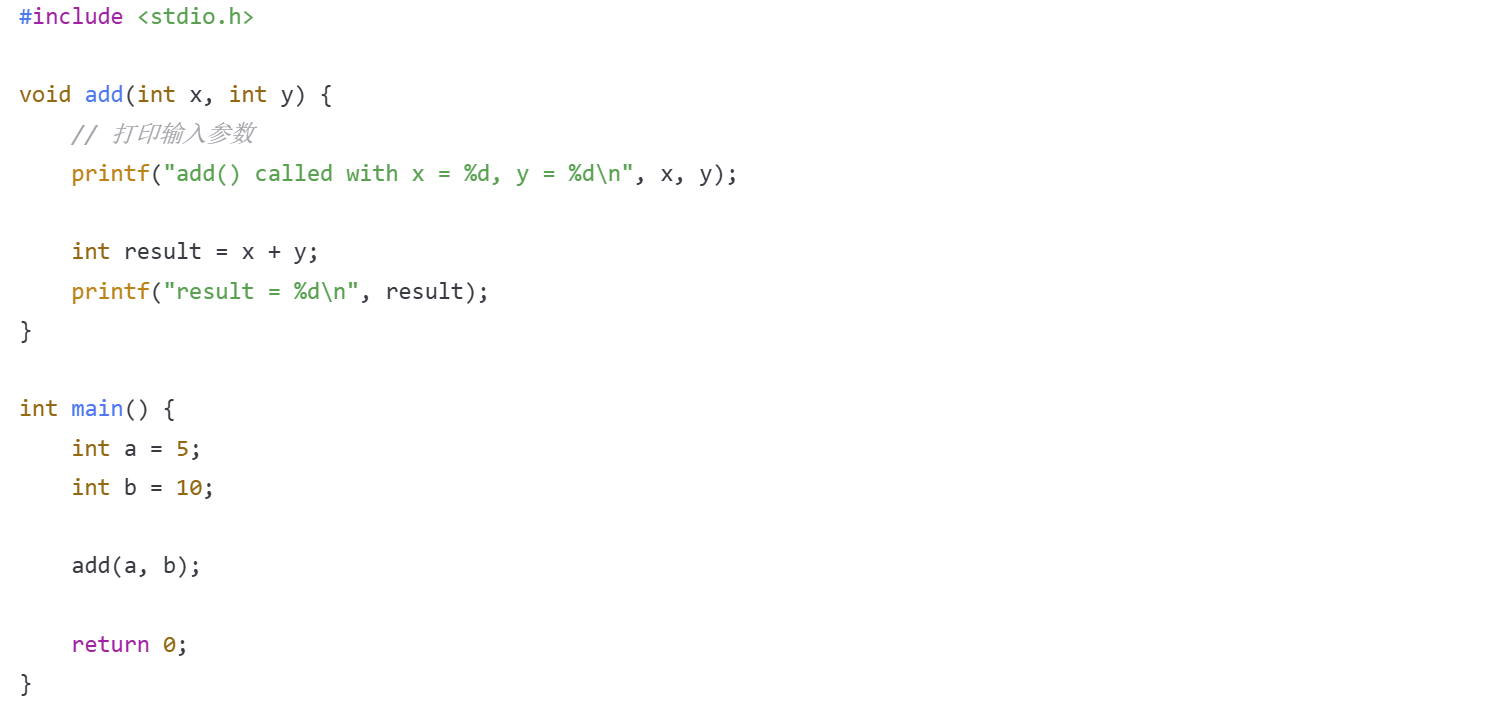 #include <stdio.h>
void add(int x, int y) {
    // 打印输入参数
    printf("add() called with x = %d, y = %d\n", x, y);
    int result = x + y;
    printf("result = %d\n", result);
}
int main() {
    int a = 5;
    int b = 10;
    add(a, b);
    return 0;
}